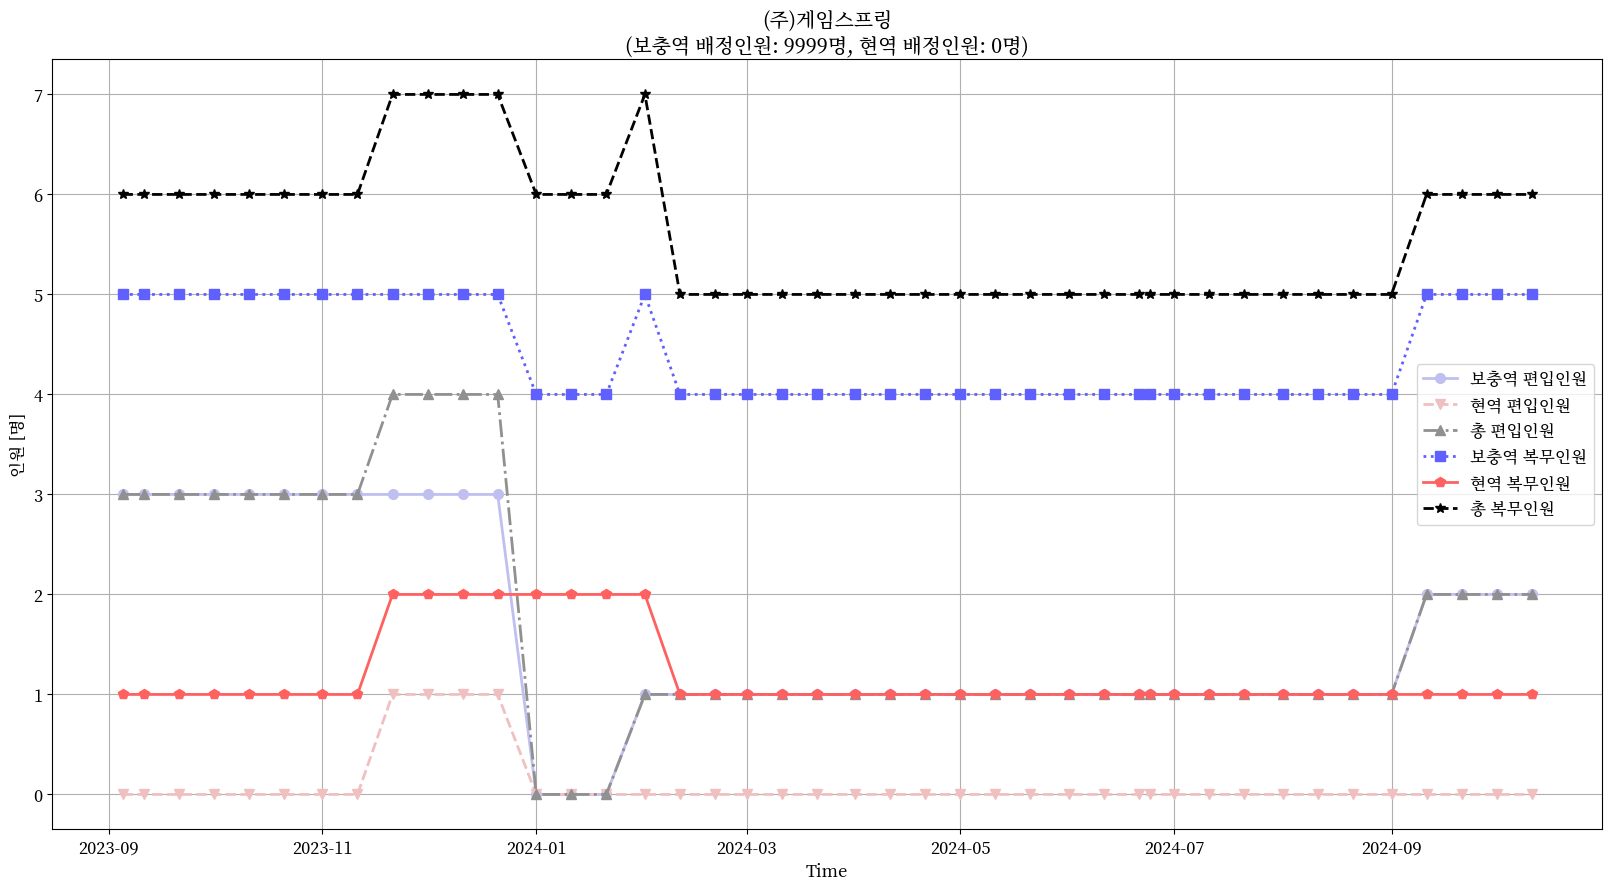 (주)게임스프링
(보충역 배정인원: 9999명, 현역 배정인원: 0명)
인원 [명]
7
6
5
4
3
2
1
0
보충역 편입인원
현역 편입인원
총 편입인원
보충역 복무인원
현역 복무인원
총 복무인원
2023-09 2023-11 2024-01 2024-03 2024-05 2024-07 2024-09
Time